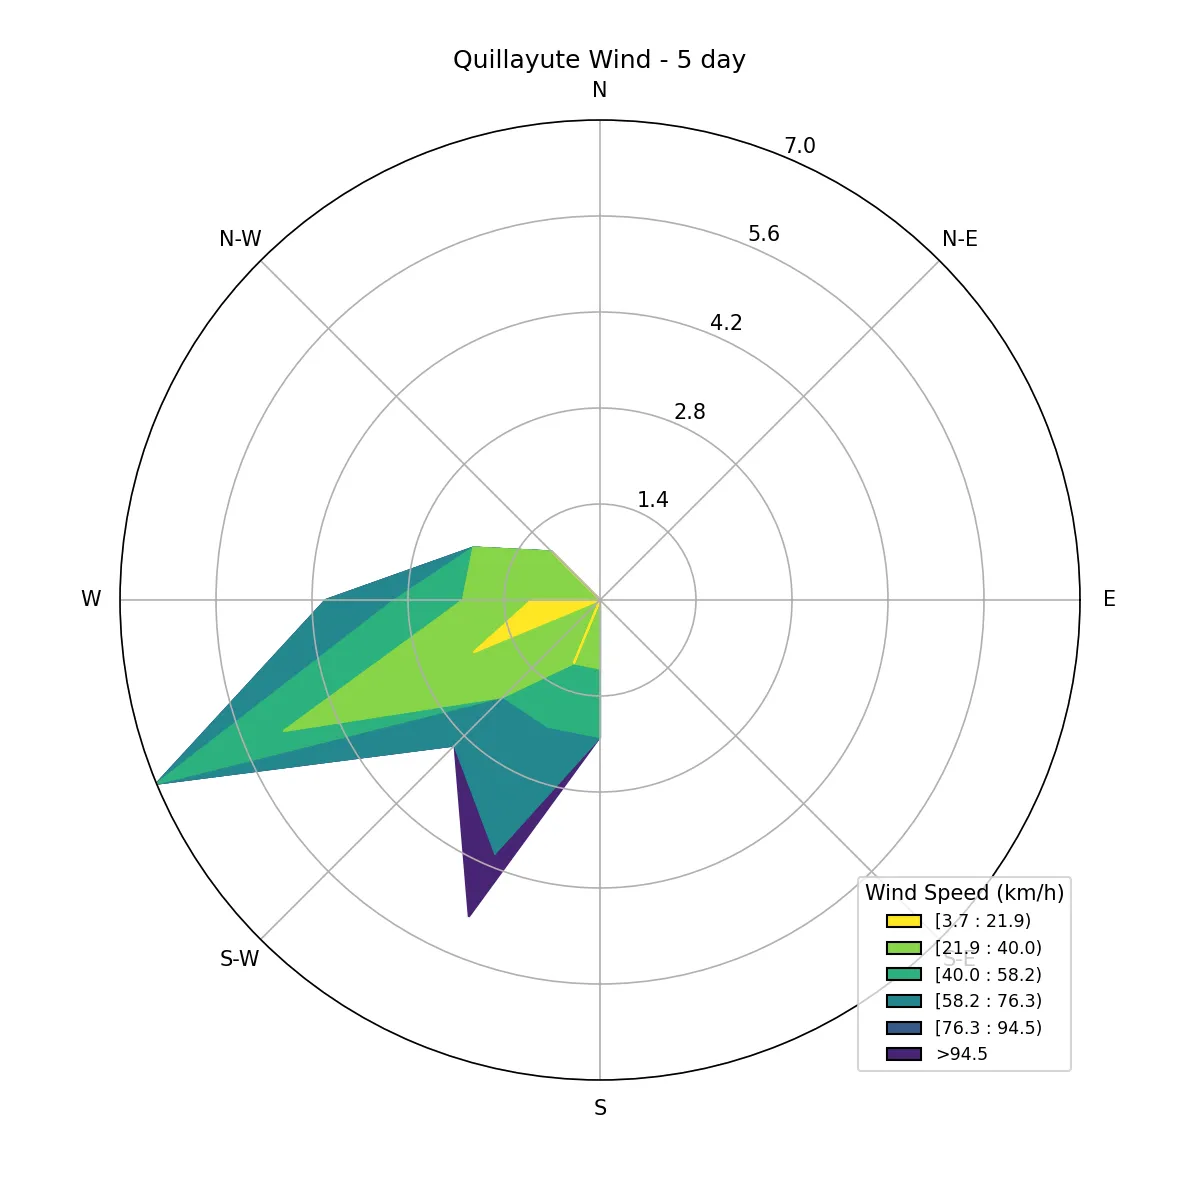 Quillayute Wind - 5 day
N
7.0
N-W
5.6
N-E
4.2
2.8
1.4
W
E
S-W
S-E
S
Wind Speed (km/h)
[3.7 : 21.9)
[21.9 : 40.0)
[40.0 : 58.2)
[58.2 : 76.3)
[76.3 : 94.5)
>94.5